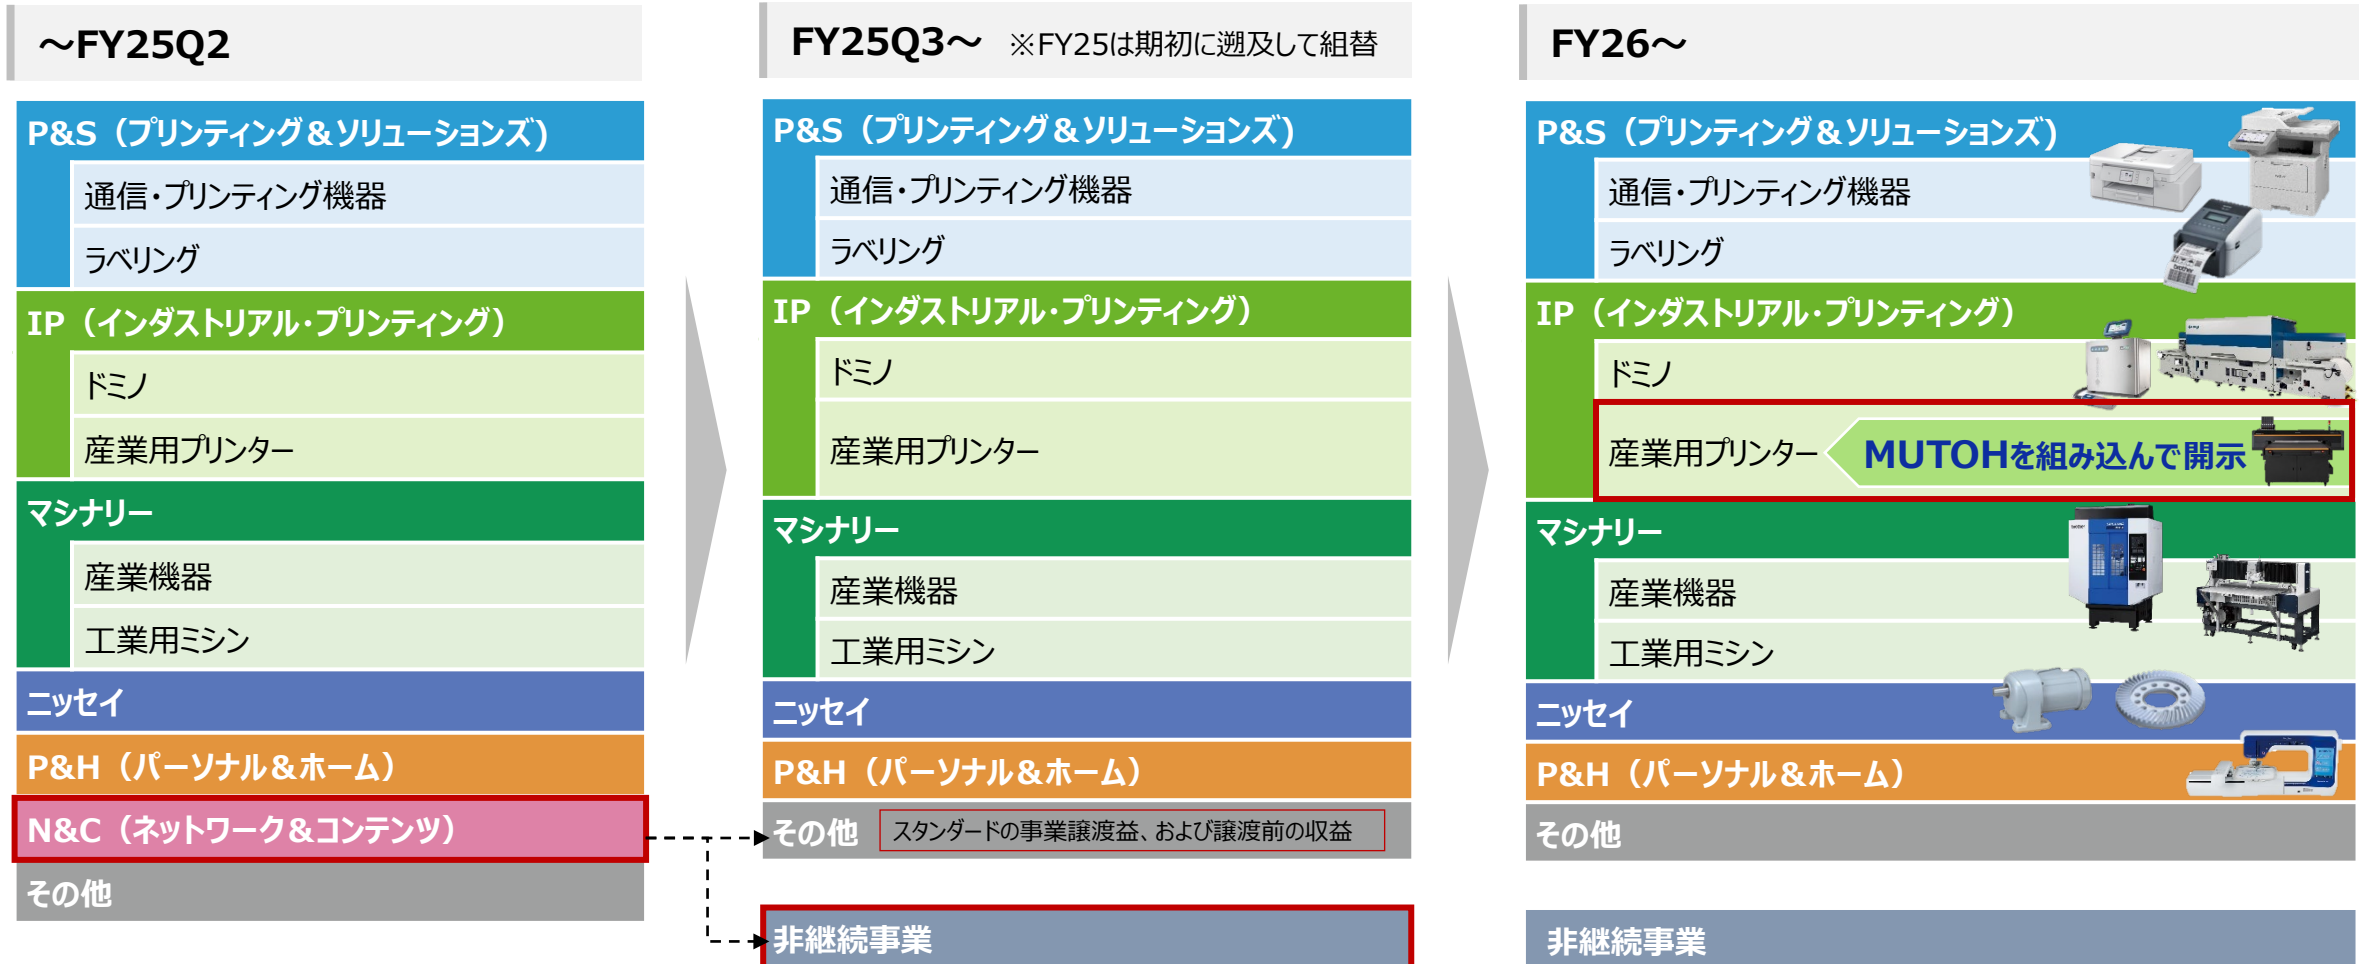 ～FY25Q2
P&S（プリンティング＆ソリューションズ)
通信・プリンティング機器
ラベリング
IP（インダストリアル・プリンティング）
ドミノ
産業用プリンター
マシナリー
産業機器
工業用ミシン
ニッセイ
P&H（パーソナル＆ホーム）
N&C（ネットワーク＆コンテンツ）
その他
FY25Q3～ ※FY25は期初に遡及して組替
P&S（プリンティング＆ソリューションズ)
通信・プリンティング機器
ラベリング
IP（インダストリアル・プリンティング）
ドミノ
産業用プリンター
マシナリー
産業機器
工業用ミシン
ニッセイ
P&H（パーソナル＆ホーム）
その他 スタンダードの事業譲渡益、および譲渡前の収益
非継続事業
FY26～
P&S（プリンティング＆ソリューションズ)
通信・プリンティング機器
ラベリング
brother
IP（インダストリアル・プリンティング）
ドミノ
産業用プリンター MUTOHを組み込んで開示
マシナリー
産業機器
工業用ミシン
ニッセイ
P&H（パーソナル＆ホーム）
その他
非継続事業